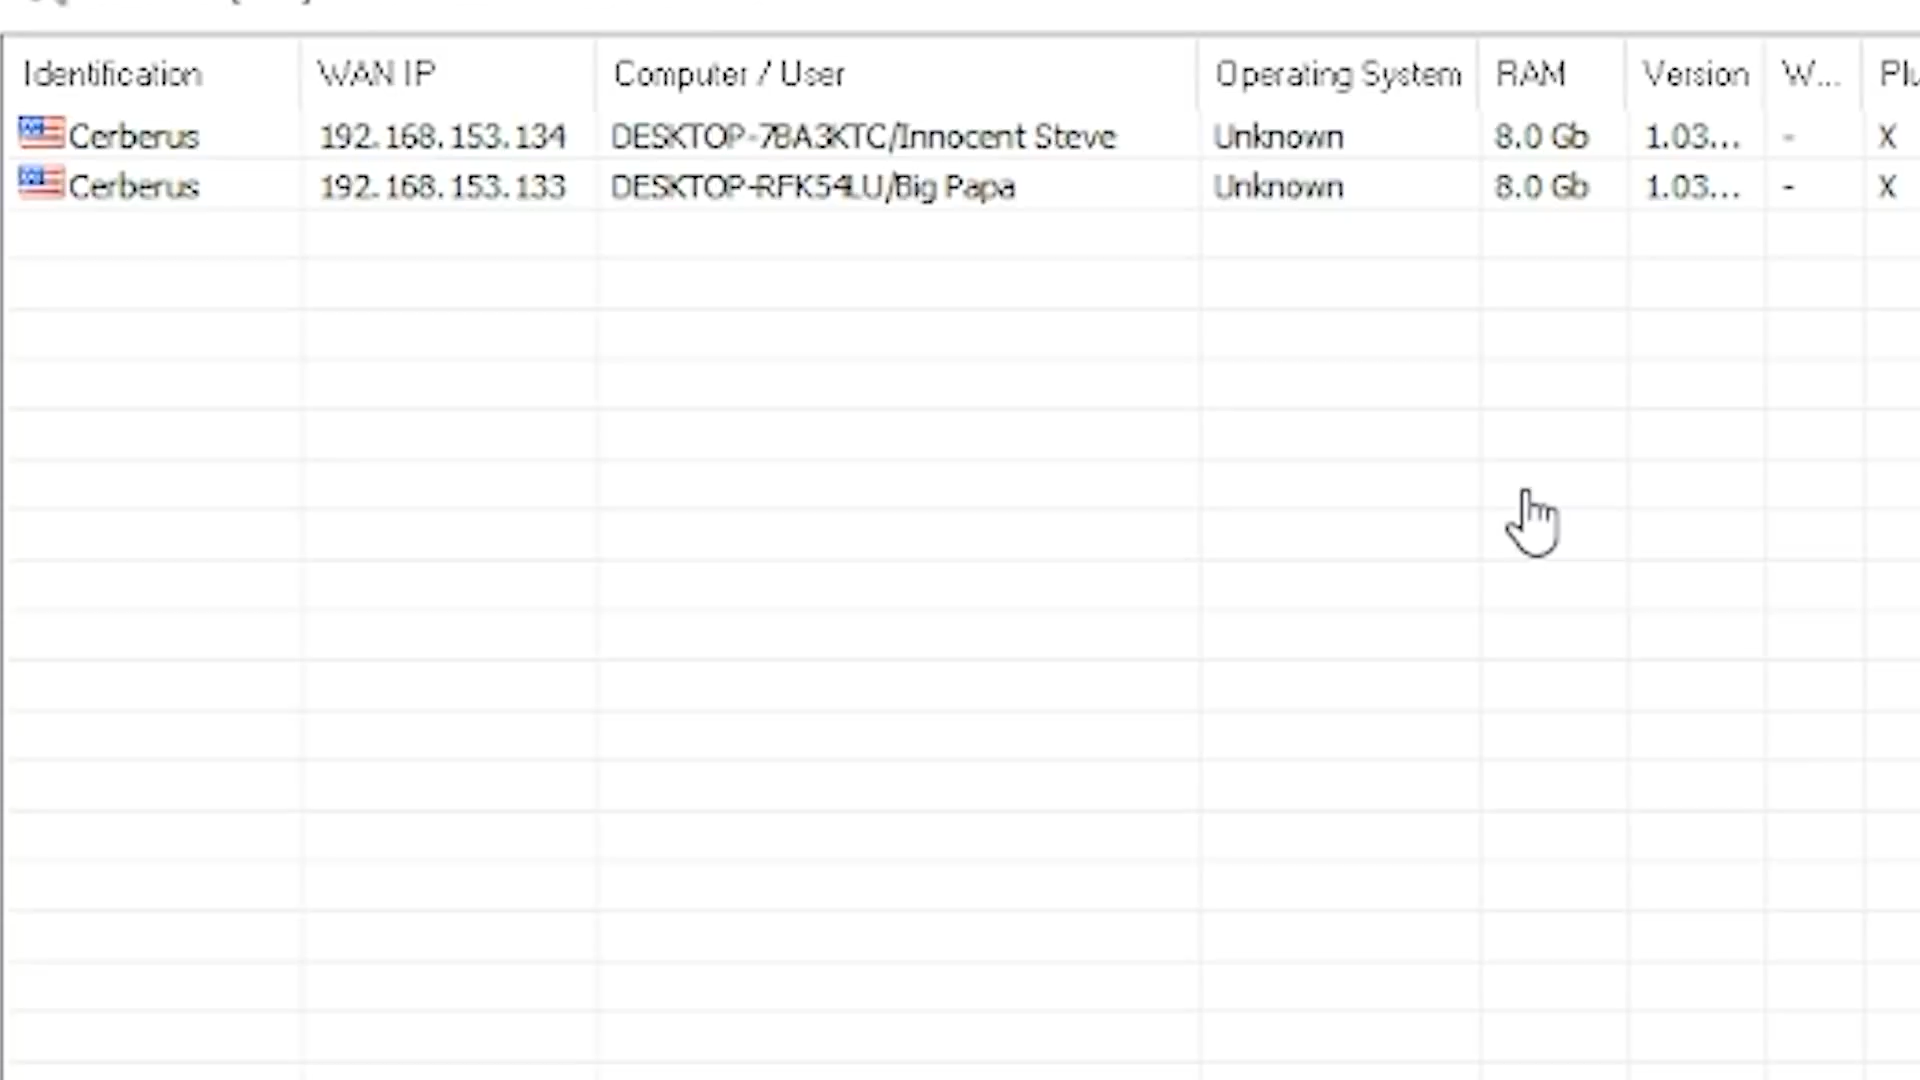 Identification WAN IP Computer / User Operating System RAM Version W... Plu
Cerberus 192.168.153.134 DESKTOP-7BA3KTC/Innocent Steve Unknown 8.0 Gb 1.03... - X
Cerberus 192.168.153.133 DESKTOP-RFK54LU/Big Papa Unknown 8.0 Gb 1.03... - X